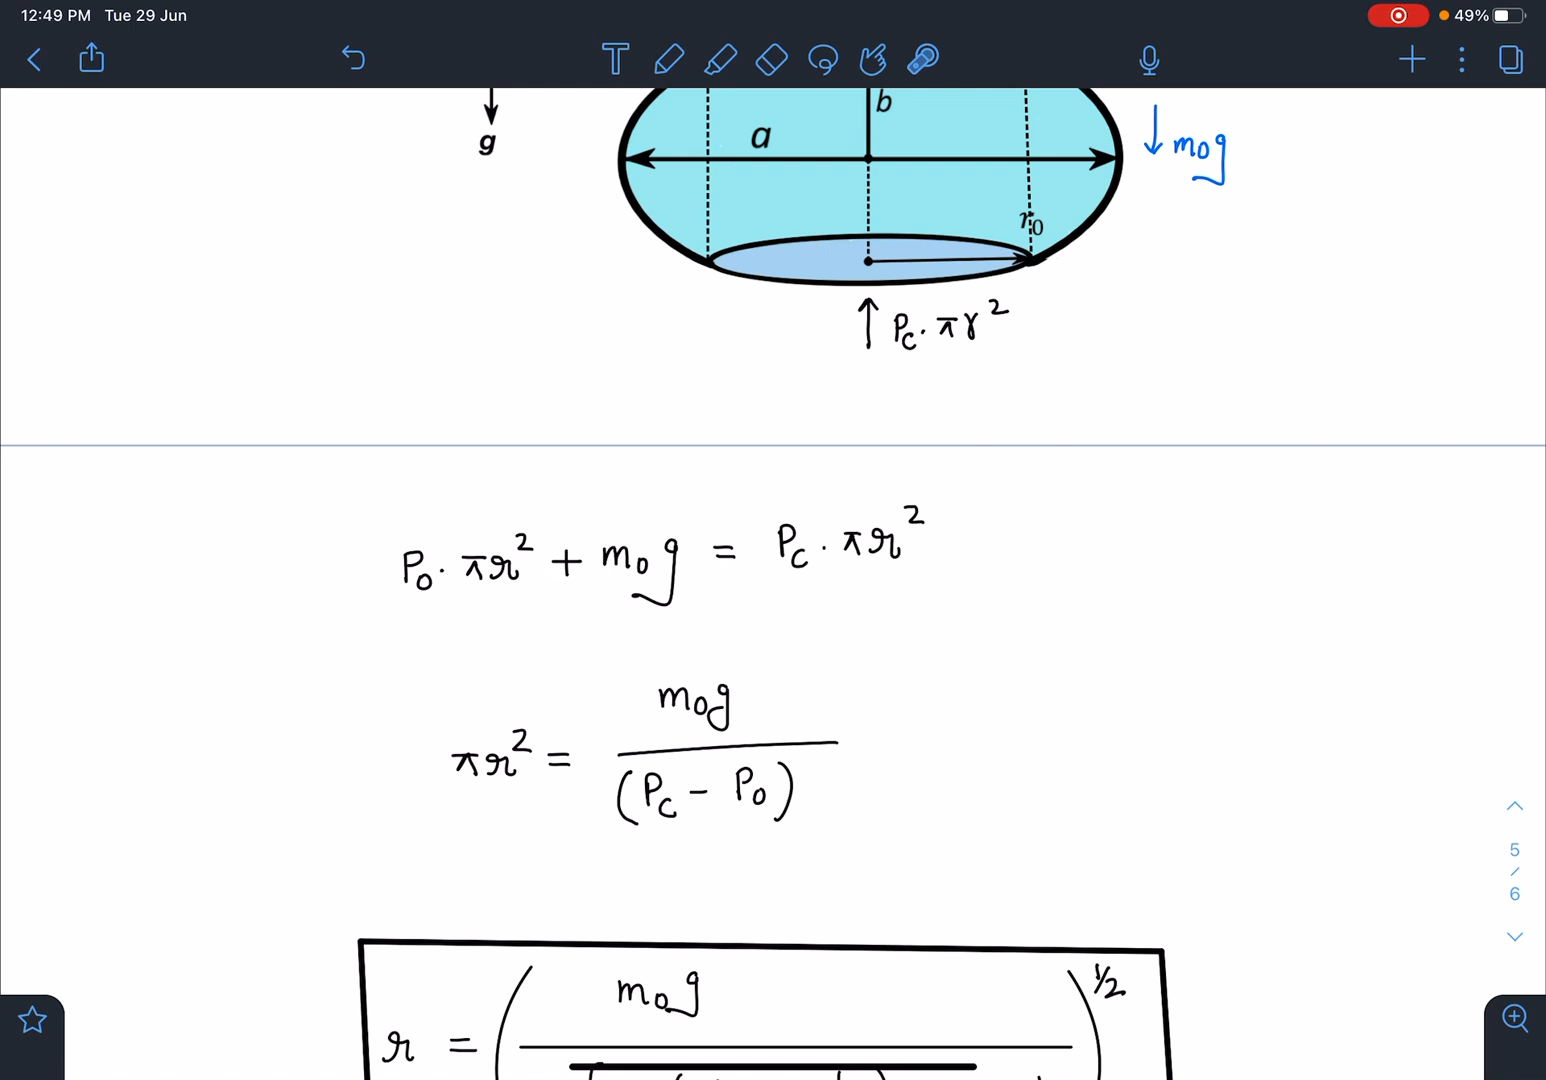 12:49 PM Tue 29 Jun
49%
b
a
g
m₀g
r₀
P_C · πr²
P₀ · πr² + m₀g = P_C · πr²
πr² = m₀g / (P_C − P₀)
5 / 6
r = ( m₀g )^1/2